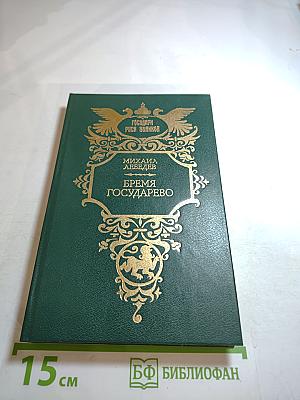 ГОСУДАРИ
РУСИ ВЕЛИКОЙ
МИХАИЛ
ЛЕБЕДЕВ
БРЕМЯ
ГОСУДАРЕВО
15 см
БФ БИБЛИОФАН